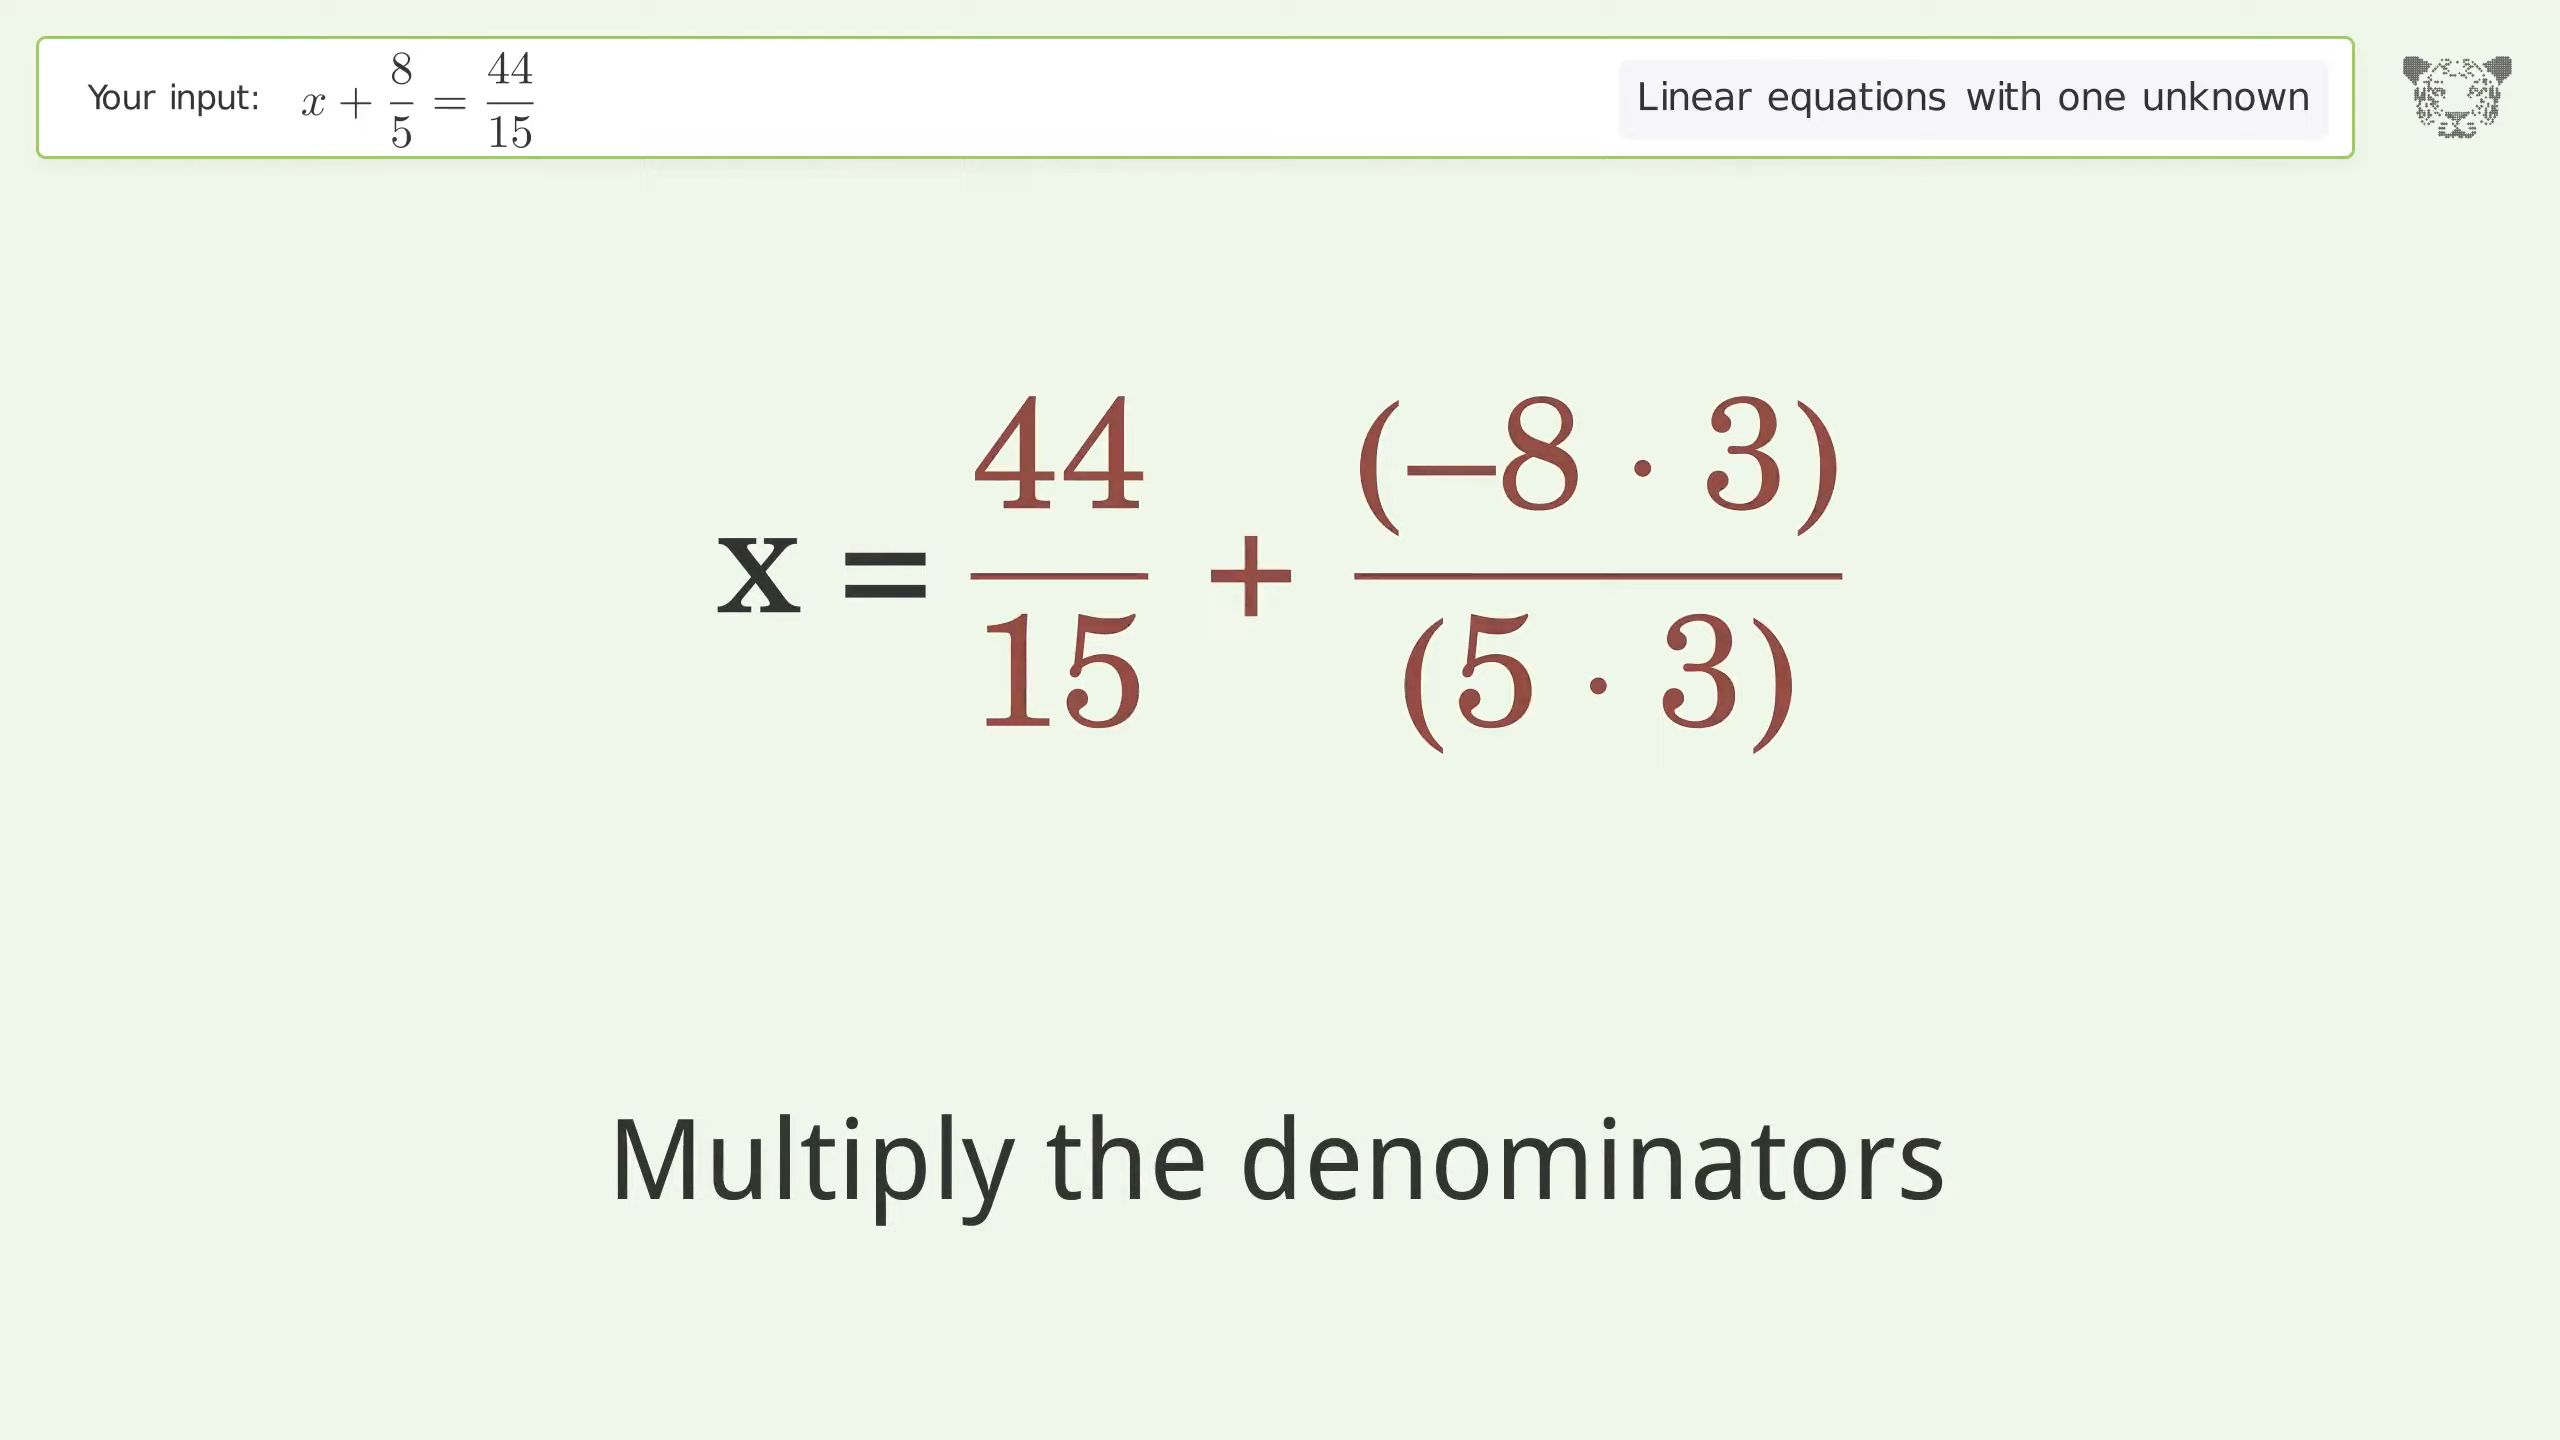 Your input: x + 8/5 = 44/15
Linear equations with one unknown
x = 44/15 + (–8 · 3)/(5 · 3)
Multiply the denominators